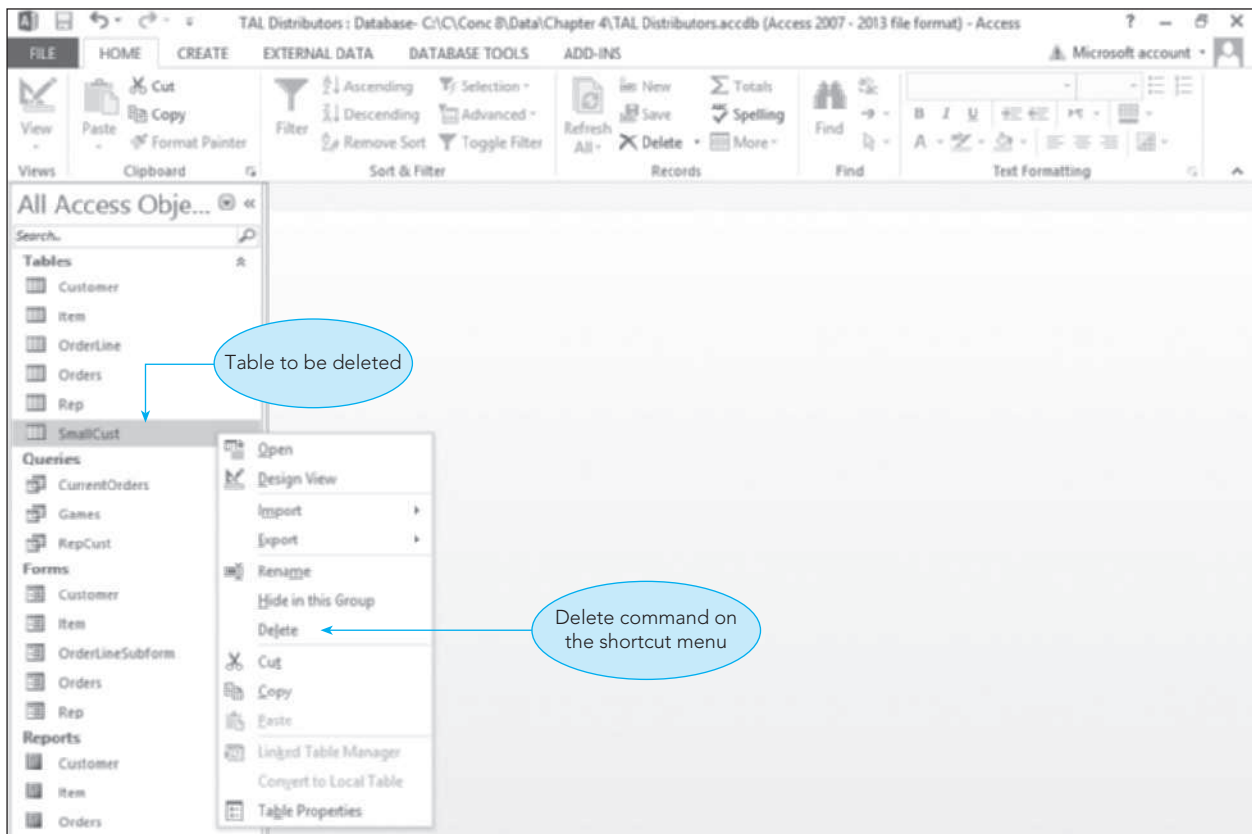 TAL Distributors : Database- C:\C\Conc 8\Data\Chapter 4\TAL Distributors.accdb (Access 2007 - 2013 file format) - Access
?
FILE HOME CREATE EXTERNAL DATA DATABASE TOOLS ADD-INS
Microsoft account
View
Views
Paste
Cut
Copy
Format Painter
Clipboard
Filter
Ascending
Descending
Remove Sort
Selection
Advanced
Toggle Filter
Sort & Filter
Refresh
All
New
Save
Delete
Totals
Spelling
More
Records
Find
Find
B I U
A
Text Formatting
All Access Obje...
Search..
Tables
Customer
Item
OrderLine
Orders
Rep
SmallCust
Queries
CurrentOrders
Games
RepCust
Forms
Customer
Item
OrderLineSubform
Orders
Rep
Reports
Customer
Item
Orders
Table to be deleted
Open
Design View
Import
Export
Rename
Hide in this Group
Delete
Cut
Copy
Paste
Linked Table Manager
Convert to Local Table
Table Properties
Delete command on
the shortcut menu